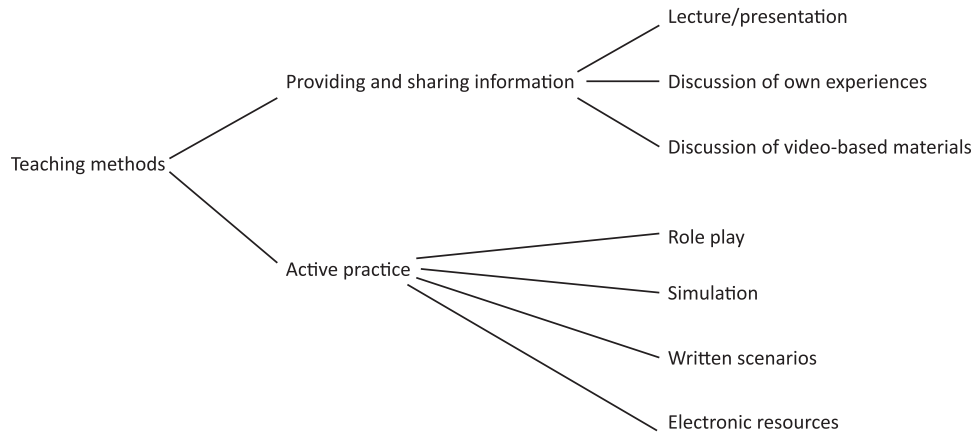 Lecture/presentation
Providing and sharing information
Discussion of own experiences
Discussion of video-based materials
Teaching methods
Role play
Active practice
Simulation
Written scenarios
Electronic resources